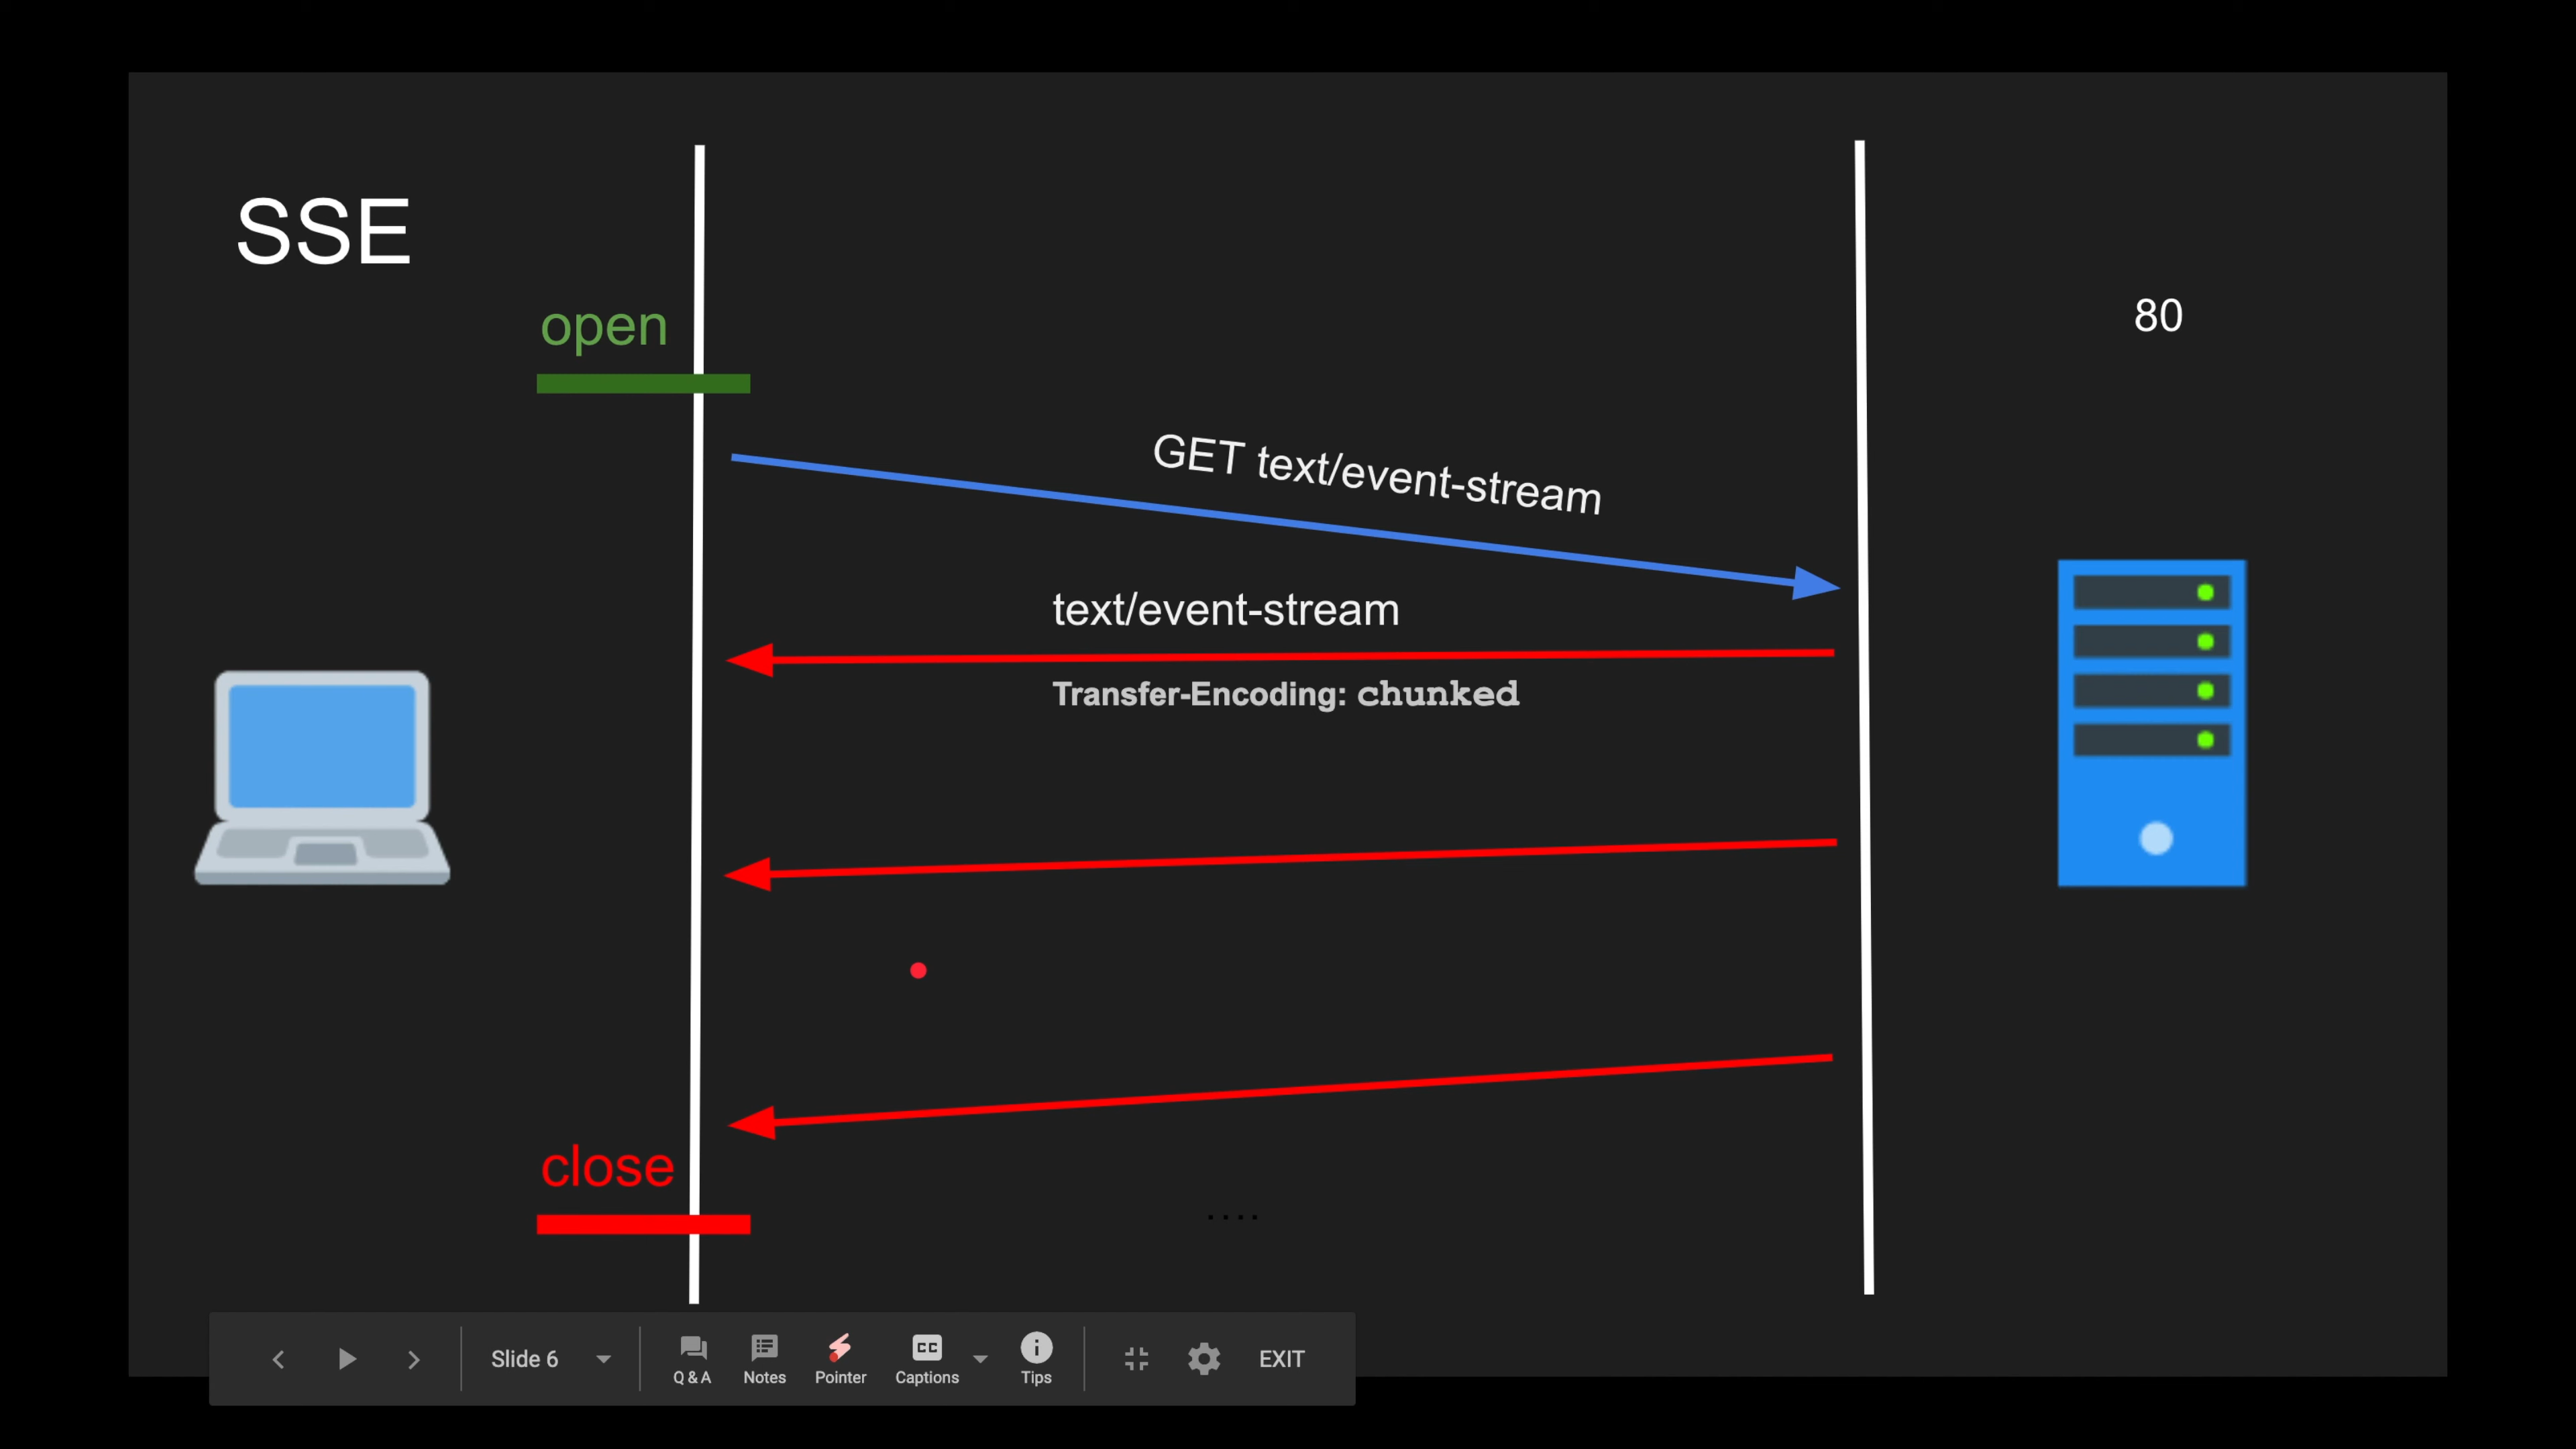 SSE
open
80
GET text/event-stream
text/event-stream
Transfer-Encoding: chunked
close
....
Slide 6
Q & A
Notes
Pointer
CC
Captions
Tips
EXIT